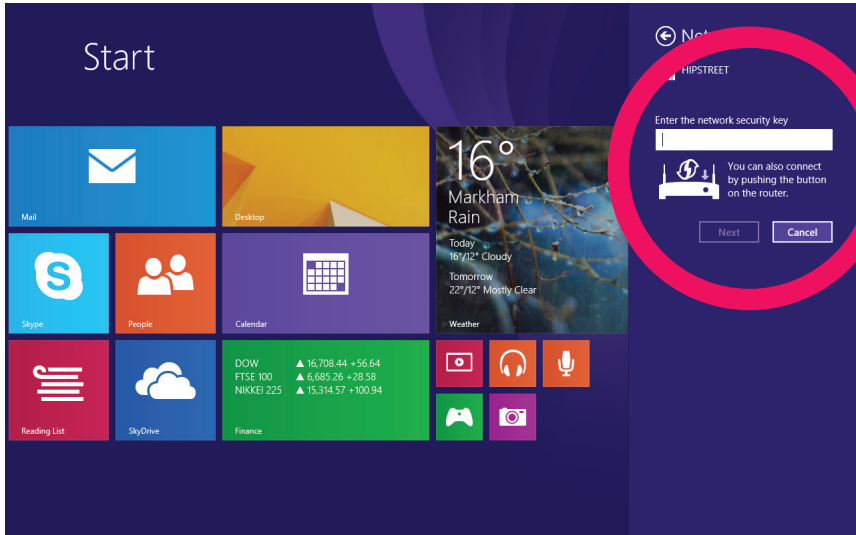 Start
Mail
Desktop
16°
Markham
Rain
Today
16°/12° Cloudy
Tomorrow
22°/12° Mostly Clear
Weather
Skype
People
Calendar
Reading List
SkyDrive
DOW ▲ 16,708.44 +56.64
FTSE 100 ▲ 6,685.26 +28.58
NIKKEI 225 ▲ 15,314.57 +100.94
Finance
HIPSTREET
Enter the network security key
You can also connect
by pushing the button
on the router.
Next Cancel